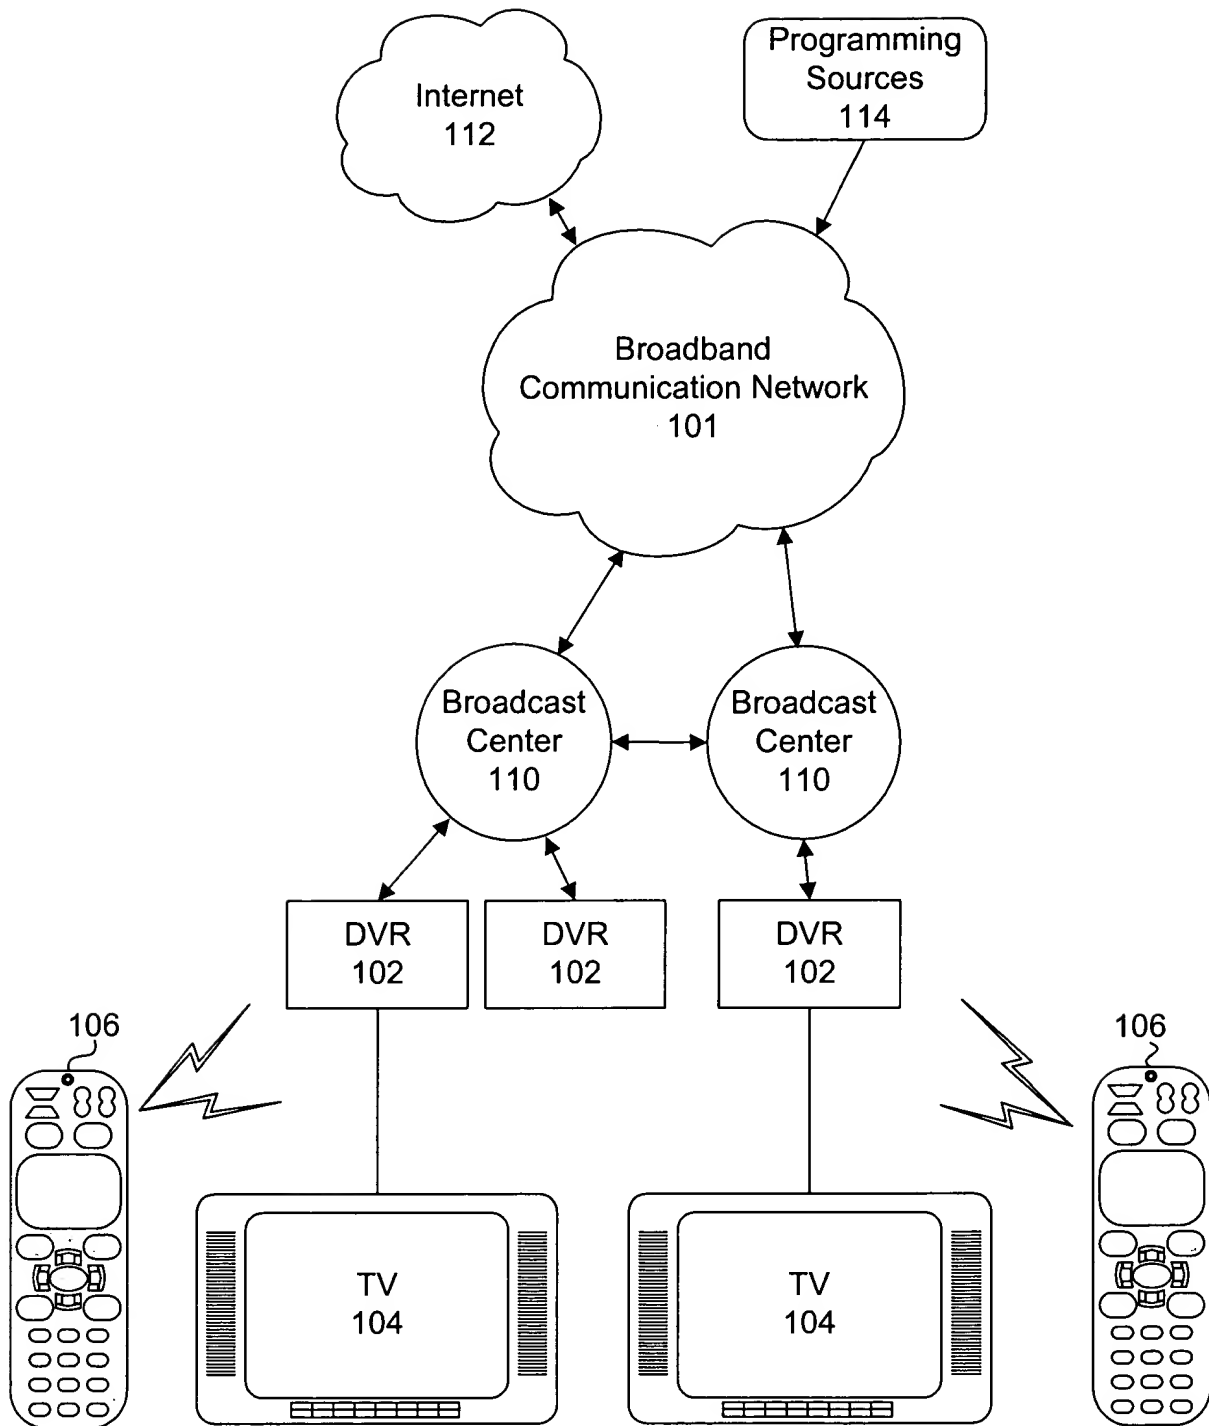 Internet
112
Programming
Sources
114
Broadband
Communication Network
101
Broadcast
Center
110
Broadcast
Center
110
DVR
102
DVR
102
DVR
102
106
106
TV
104
TV
104